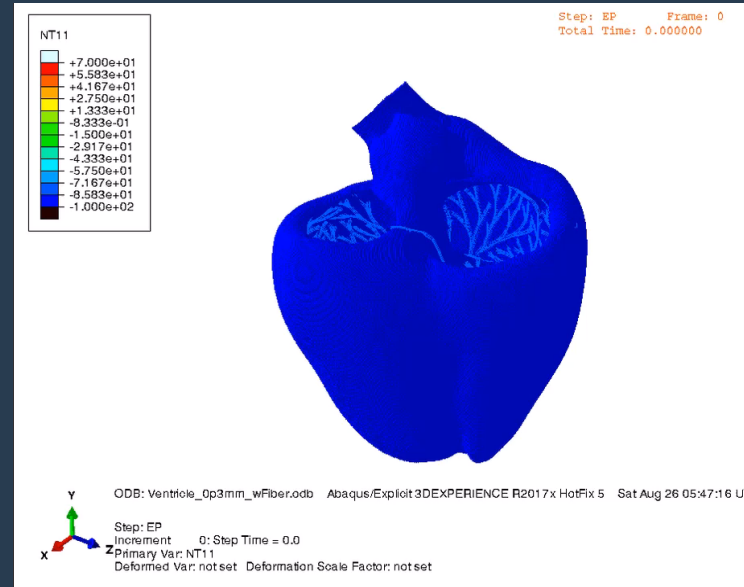 Step: EP Frame: 0
Total Time: 0.000000
NT11
+7.000e+01
+5.583e+01
+4.167e+01
+2.750e+01
+1.333e+01
-8.333e-01
-1.500e+01
-2.917e+01
-4.333e+01
-5.750e+01
-7.167e+01
-8.583e+01
-1.000e+02
ODB: Ventricle_0p3mm_wFiber.odb Abaqus/Explicit 3DEXPERIENCE R2017x HotFix 5 Sat Aug 26 05:47:16 U
Y
X
Z
Step: EP
Increment 0: Step Time = 0.0
Primary Var: NT11
Deformed Var: not set Deformation Scale Factor: not set